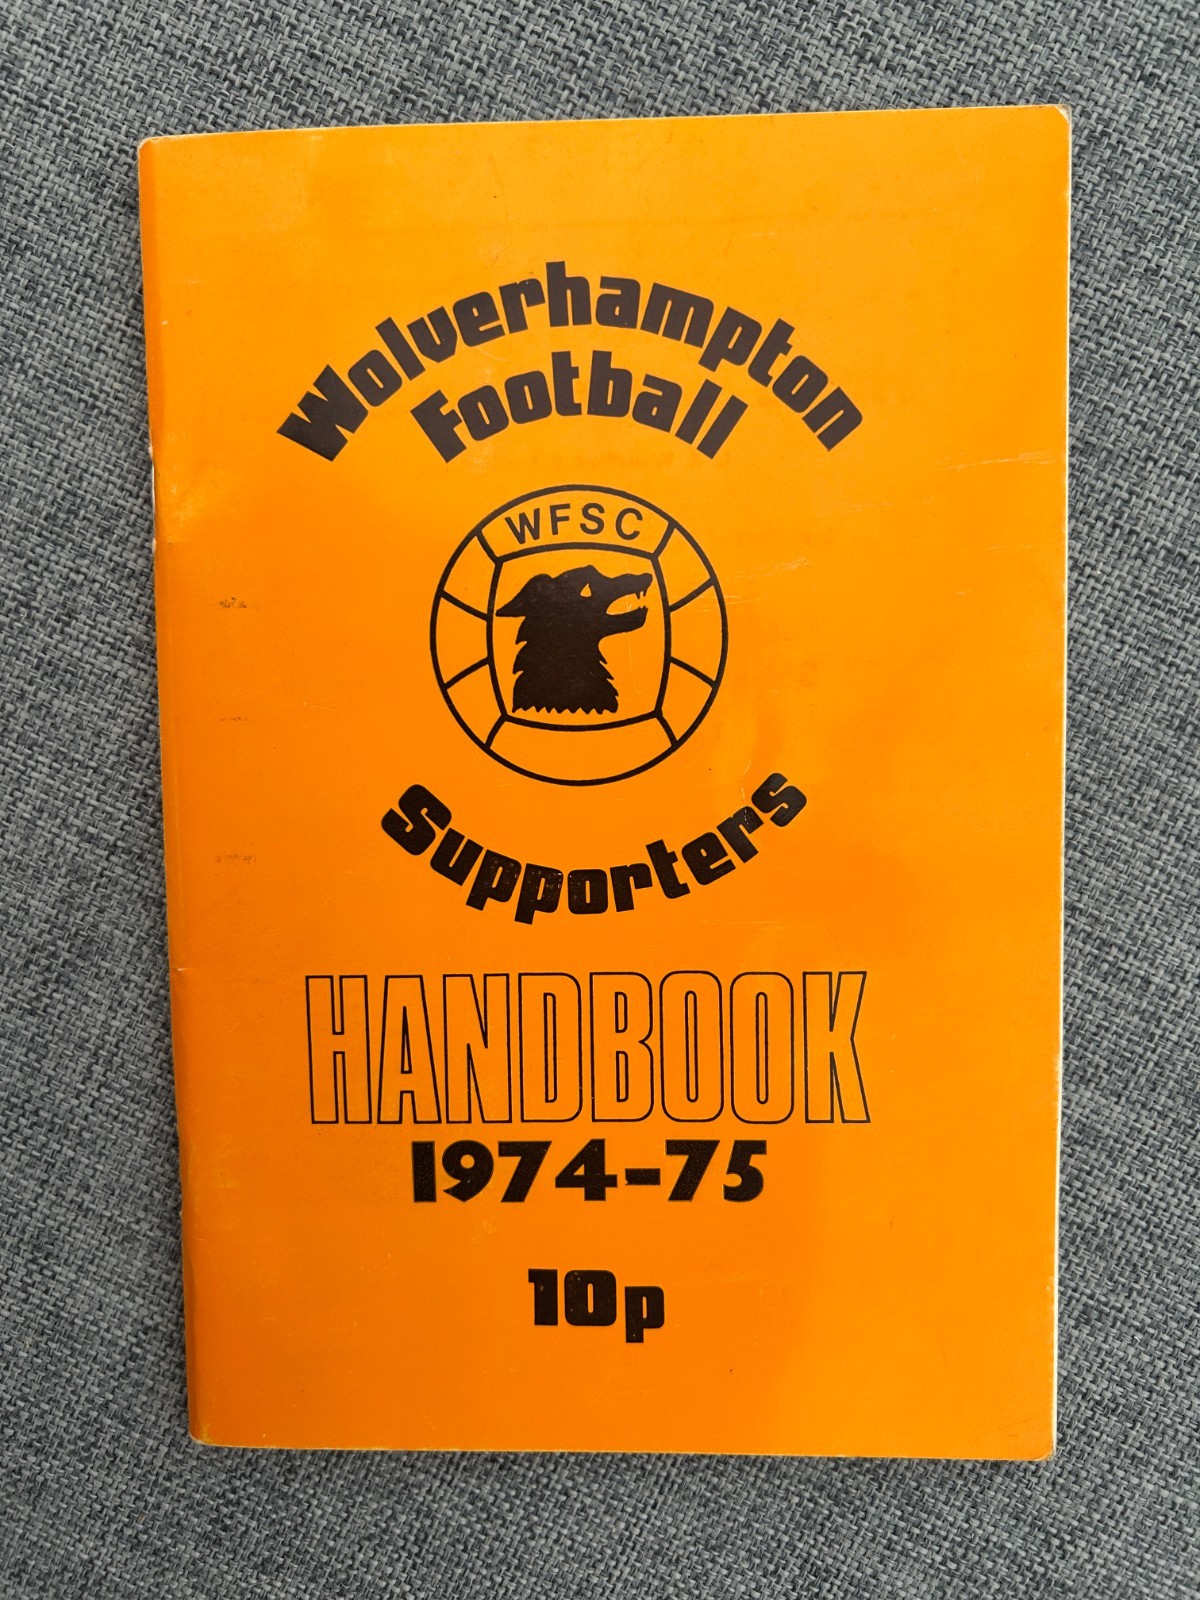 Wolverhampton
Football
WFSC
Supporters
HANDBOOK
1974-75
10p